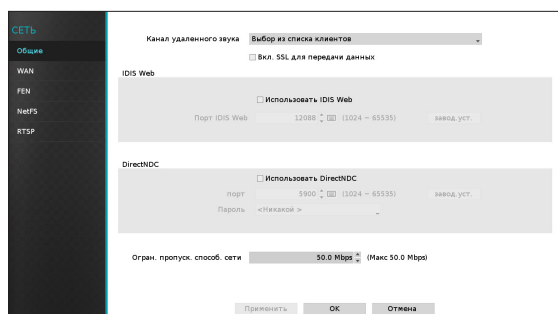 СЕТЬ
Общие
WAN
FEN
NetFS
RTSP
Канал удаленного звука Выбор из списка клиентов
Вкл. SSL для передачи данных
IDIS Web
Использовать IDIS Web
Порт IDIS Web 12088 (1024 ~ 65535) завод.уст.
DirectNDC
Использовать DirectNDC
порт 5900 (1024 ~ 65535) завод.уст.
Пароль <Никакой >
Огран. пропуск. способ. сети 50.0 Mbps (Макс 50.0 Mbps)
Применить OK Отмена